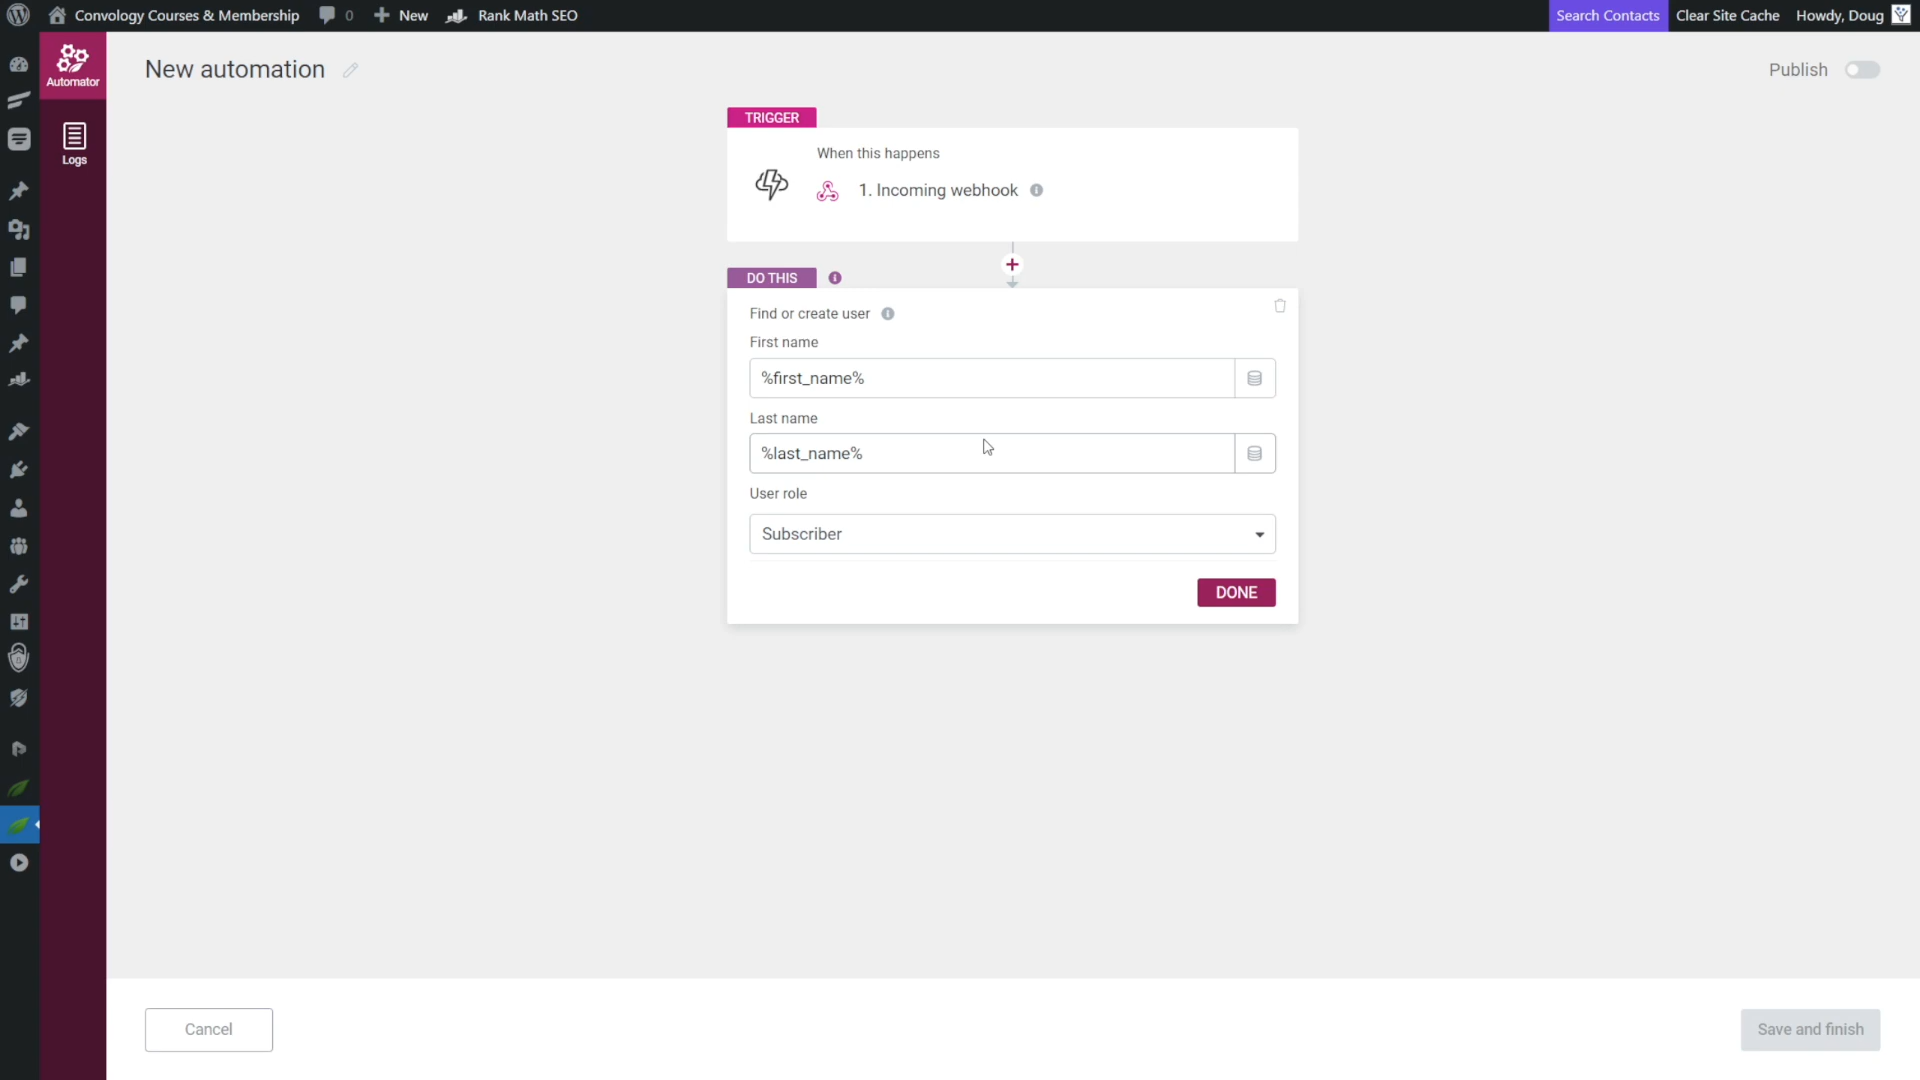 Convology Courses & Membership 0 New Rank Math SEO Search Contacts Clear Site Cache Howdy, Doug
Automator
Logs
New automation
Publish
TRIGGER
When this happens
1. Incoming webhook
DO THIS
Find or create user
First name
%first_name%
Last name
%last_name%
User role
Subscriber
DONE
Cancel
Save and finish